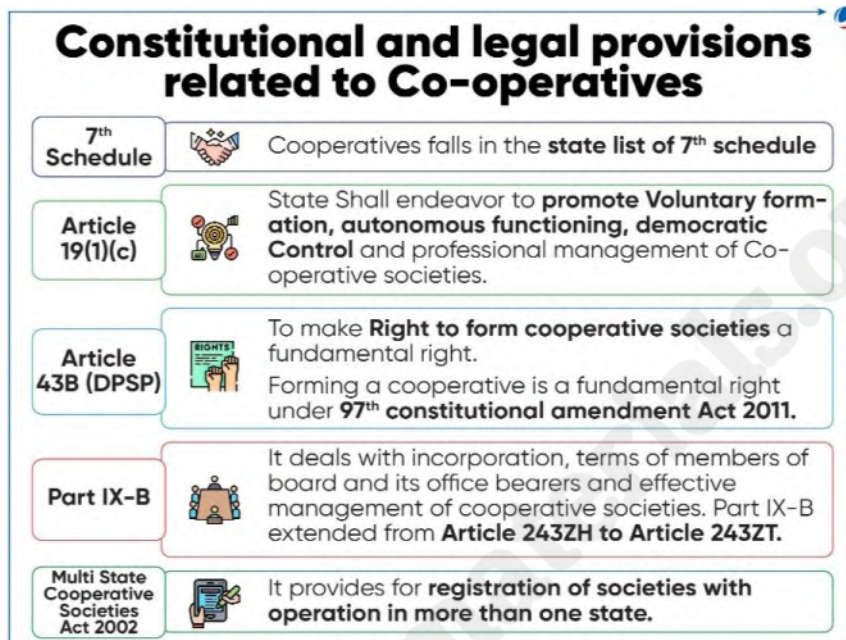 Constitutional and legal provisions
related to Co-operatives
7th
Schedule
Cooperatives falls in the state list of 7th schedule
Article
19(1)(c)
State Shall endeavor to promote Voluntary form-
ation, autonomous functioning, democratic
Control and professional management of Co-
operative societies.
Article
43B (DPSP)
RIGHTS
To make Right to form cooperative societies a
fundamental right.
Forming a cooperative is a fundamental right
under 97th constitutional amendment Act 2011.
Part IX-B
It deals with incorporation, terms of members of
board and its office bearers and effective
management of cooperative societies. Part IX-B
extended from Article 243ZH to Article 243ZT.
Multi State
Cooperative
Societies
Act 2002
It provides for registration of societies with
operation in more than one state.